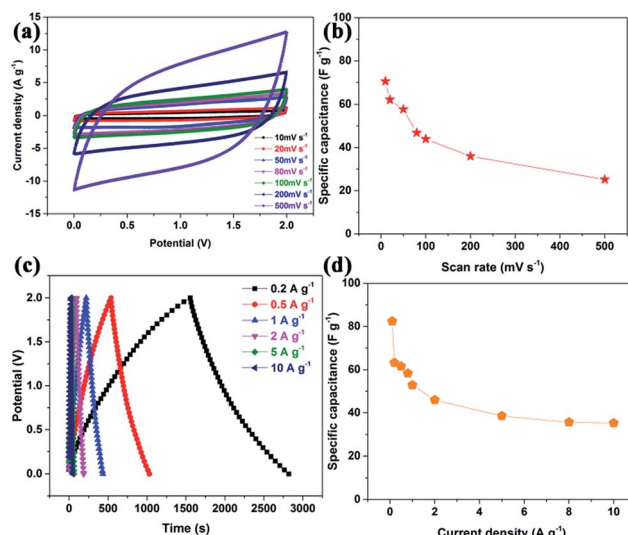 (a)
15
10
5
0
-5
-10
-15
Current density (A g⁻¹)
0.0
0.5
1.0
1.5
2.0
Potential (V)
10mV s⁻¹
20mV s⁻¹
50mV s⁻¹
80mV s⁻¹
100mV s⁻¹
200mV s⁻¹
500mV s⁻¹
(b)
100
80
60
40
20
0
Specific capacitance (F g⁻¹)
0
100
200
300
400
500
Scan rate (mV s⁻¹)
(c)
2.0
1.5
1.0
0.5
0.0
Potential (V)
0
500
1000
1500
2000
2500
3000
Time (s)
0.2 A g⁻¹
0.5 A g⁻¹
1 A g⁻¹
2 A g⁻¹
5 A g⁻¹
10 A g⁻¹
(d)
100
80
60
40
20
0
Specific capacitance (F g⁻¹)
0
2
4
6
8
10
Current density (A g⁻¹)